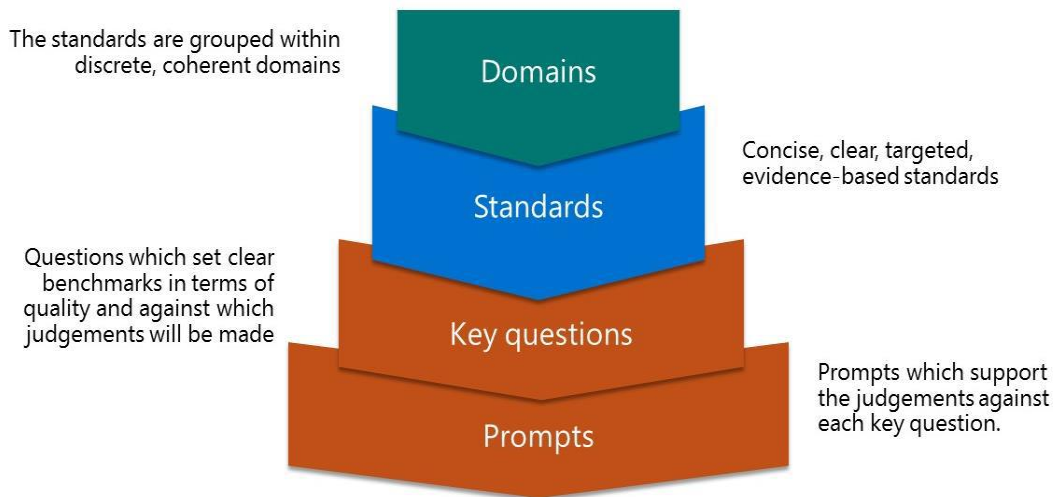 The standards are grouped within
discrete, coherent domains
Domains
Concise, clear, targeted,
evidence-based standards
Standards
Questions which set clear
benchmarks in terms of
quality and against which
judgements will be made
Key questions
Prompts which support
the judgements against
each key question.
Prompts